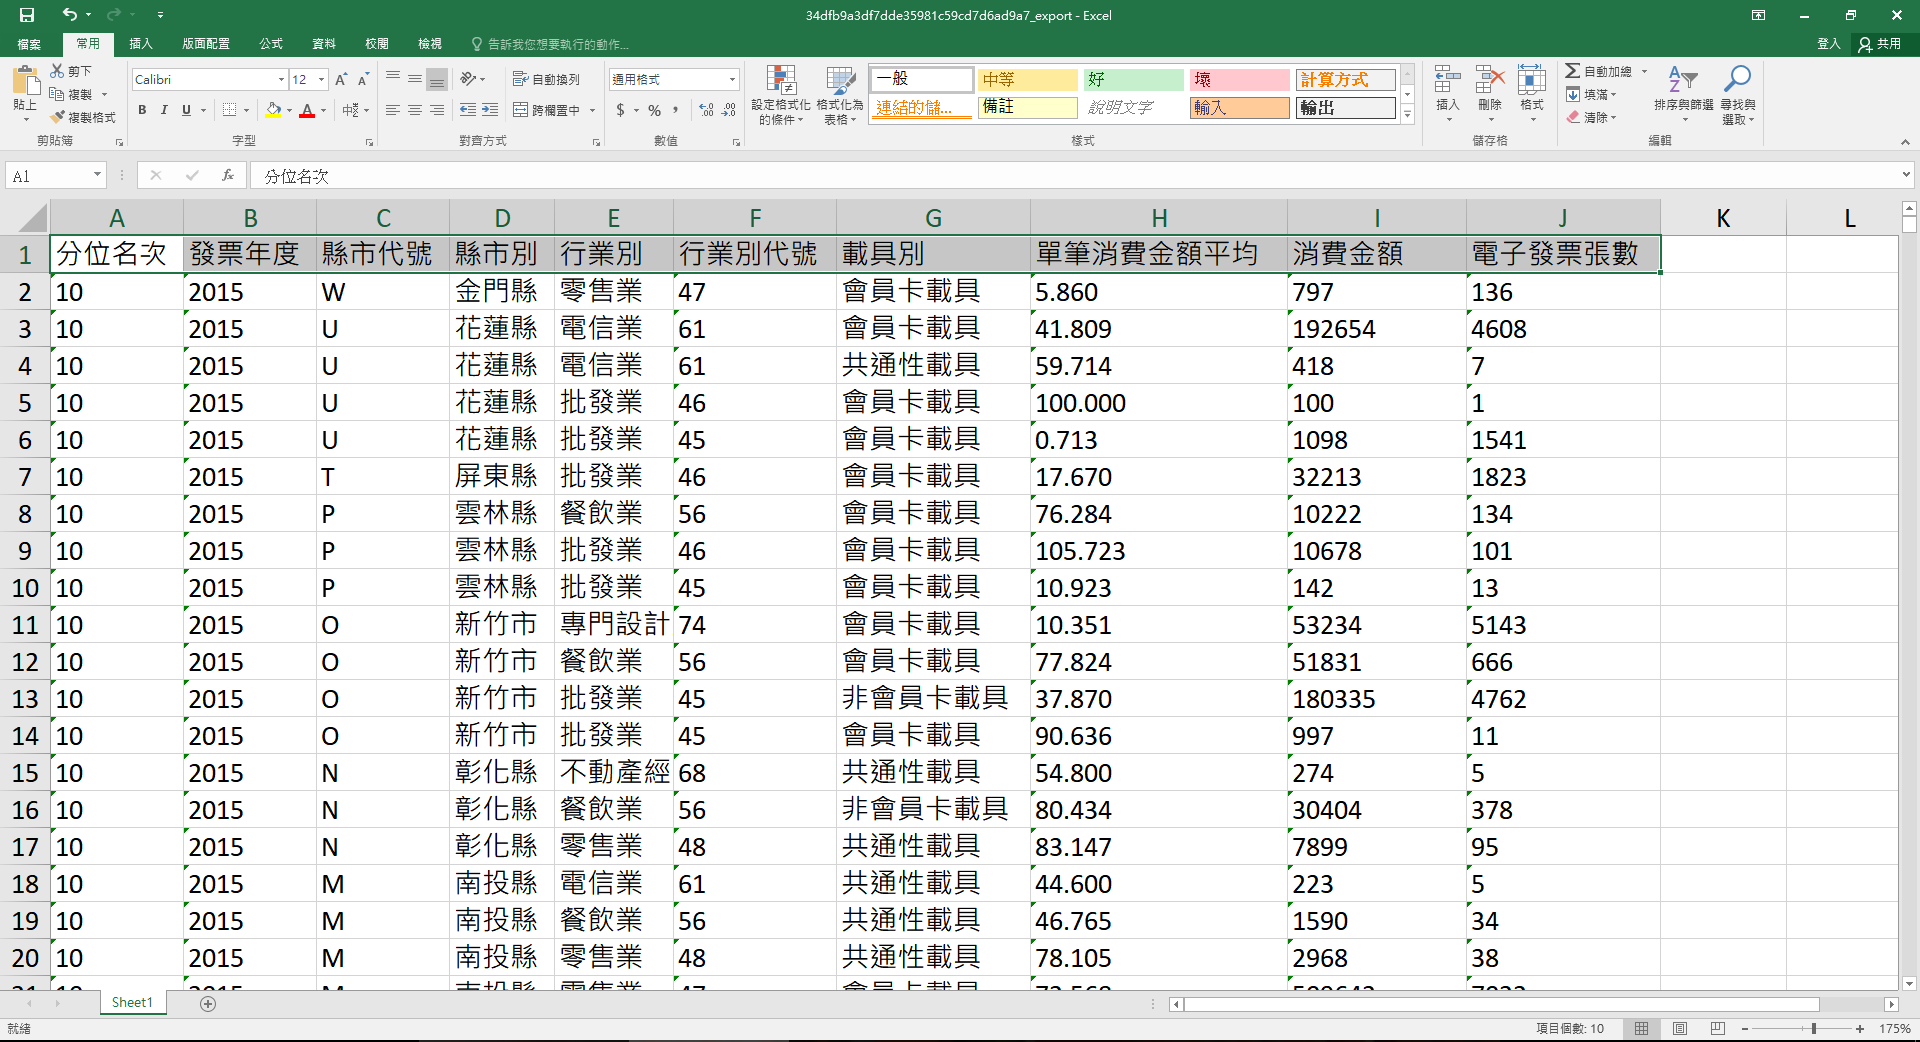 34dfb9a3df7dde35981c59cd7d6ad9a7_export - Excel
檔案 常用 插入 版面配置 公式 資料 校閱 檢視 告訴我您想要執行的動作... 登入 共用
貼上 剪下 複製 複製格式 剪貼簿
Calibri 12 B I U 字型
自動換列 跨欄置中 對齊方式
通用格式 $ % 數值
設定格式化的條件 格式化為表格
一般 中等 好 壞 計算方式
連結的儲... 備註 說明文字 輸入 輸出
樣式
插入 刪除 格式 儲存格
自動加總 填滿 清除 排序與篩選 尋找與選取 編輯
A1 fx 分位名次
A B C D E F G H I J K L
1 分位名次 發票年度 縣市代號 縣市別 行業別 行業別代號 載具別 單筆消費金額平均 消費金額 電子發票張數
2 10 2015 W 金門縣 零售業 47 會員卡載具 5.860 797 136
3 10 2015 U 花蓮縣 電信業 61 會員卡載具 41.809 192654 4608
4 10 2015 U 花蓮縣 電信業 61 共通性載具 59.714 418 7
5 10 2015 U 花蓮縣 批發業 46 會員卡載具 100.000 100 1
6 10 2015 U 花蓮縣 批發業 45 會員卡載具 0.713 1098 1541
7 10 2015 T 屏東縣 批發業 46 會員卡載具 17.670 32213 1823
8 10 2015 P 雲林縣 餐飲業 56 會員卡載具 76.284 10222 134
9 10 2015 P 雲林縣 批發業 46 會員卡載具 105.723 10678 101
10 10 2015 P 雲林縣 批發業 45 會員卡載具 10.923 142 13
11 10 2015 O 新竹市 專門設計 74 會員卡載具 10.351 53234 5143
12 10 2015 O 新竹市 餐飲業 56 會員卡載具 77.824 51831 666
13 10 2015 O 新竹市 批發業 45 非會員卡載具 37.870 180335 4762
14 10 2015 O 新竹市 批發業 45 會員卡載具 90.636 997 11
15 10 2015 N 彰化縣 不動產經 68 共通性載具 54.800 274 5
16 10 2015 N 彰化縣 餐飲業 56 非會員卡載具 80.434 30404 378
17 10 2015 N 彰化縣 零售業 48 共通性載具 83.147 7899 95
18 10 2015 M 南投縣 電信業 61 共通性載具 44.600 223 5
19 10 2015 M 南投縣 餐飲業 56 共通性載具 46.765 1590 34
20 10 2015 M 南投縣 零售業 48 共通性載具 78.105 2968 38
Sheet1
就緒 項目個數: 10 175%